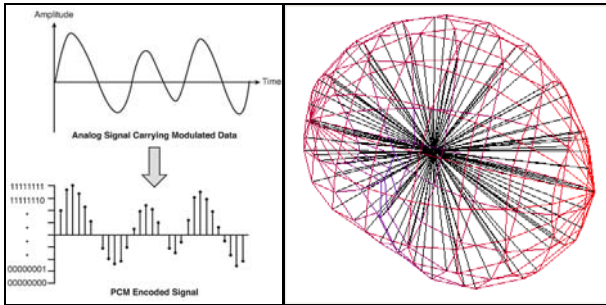 Amplitude
Time
Analog Signal Carrying Modulated Data
11111111
11111110
00000001
00000000
PCM Encoded Signal